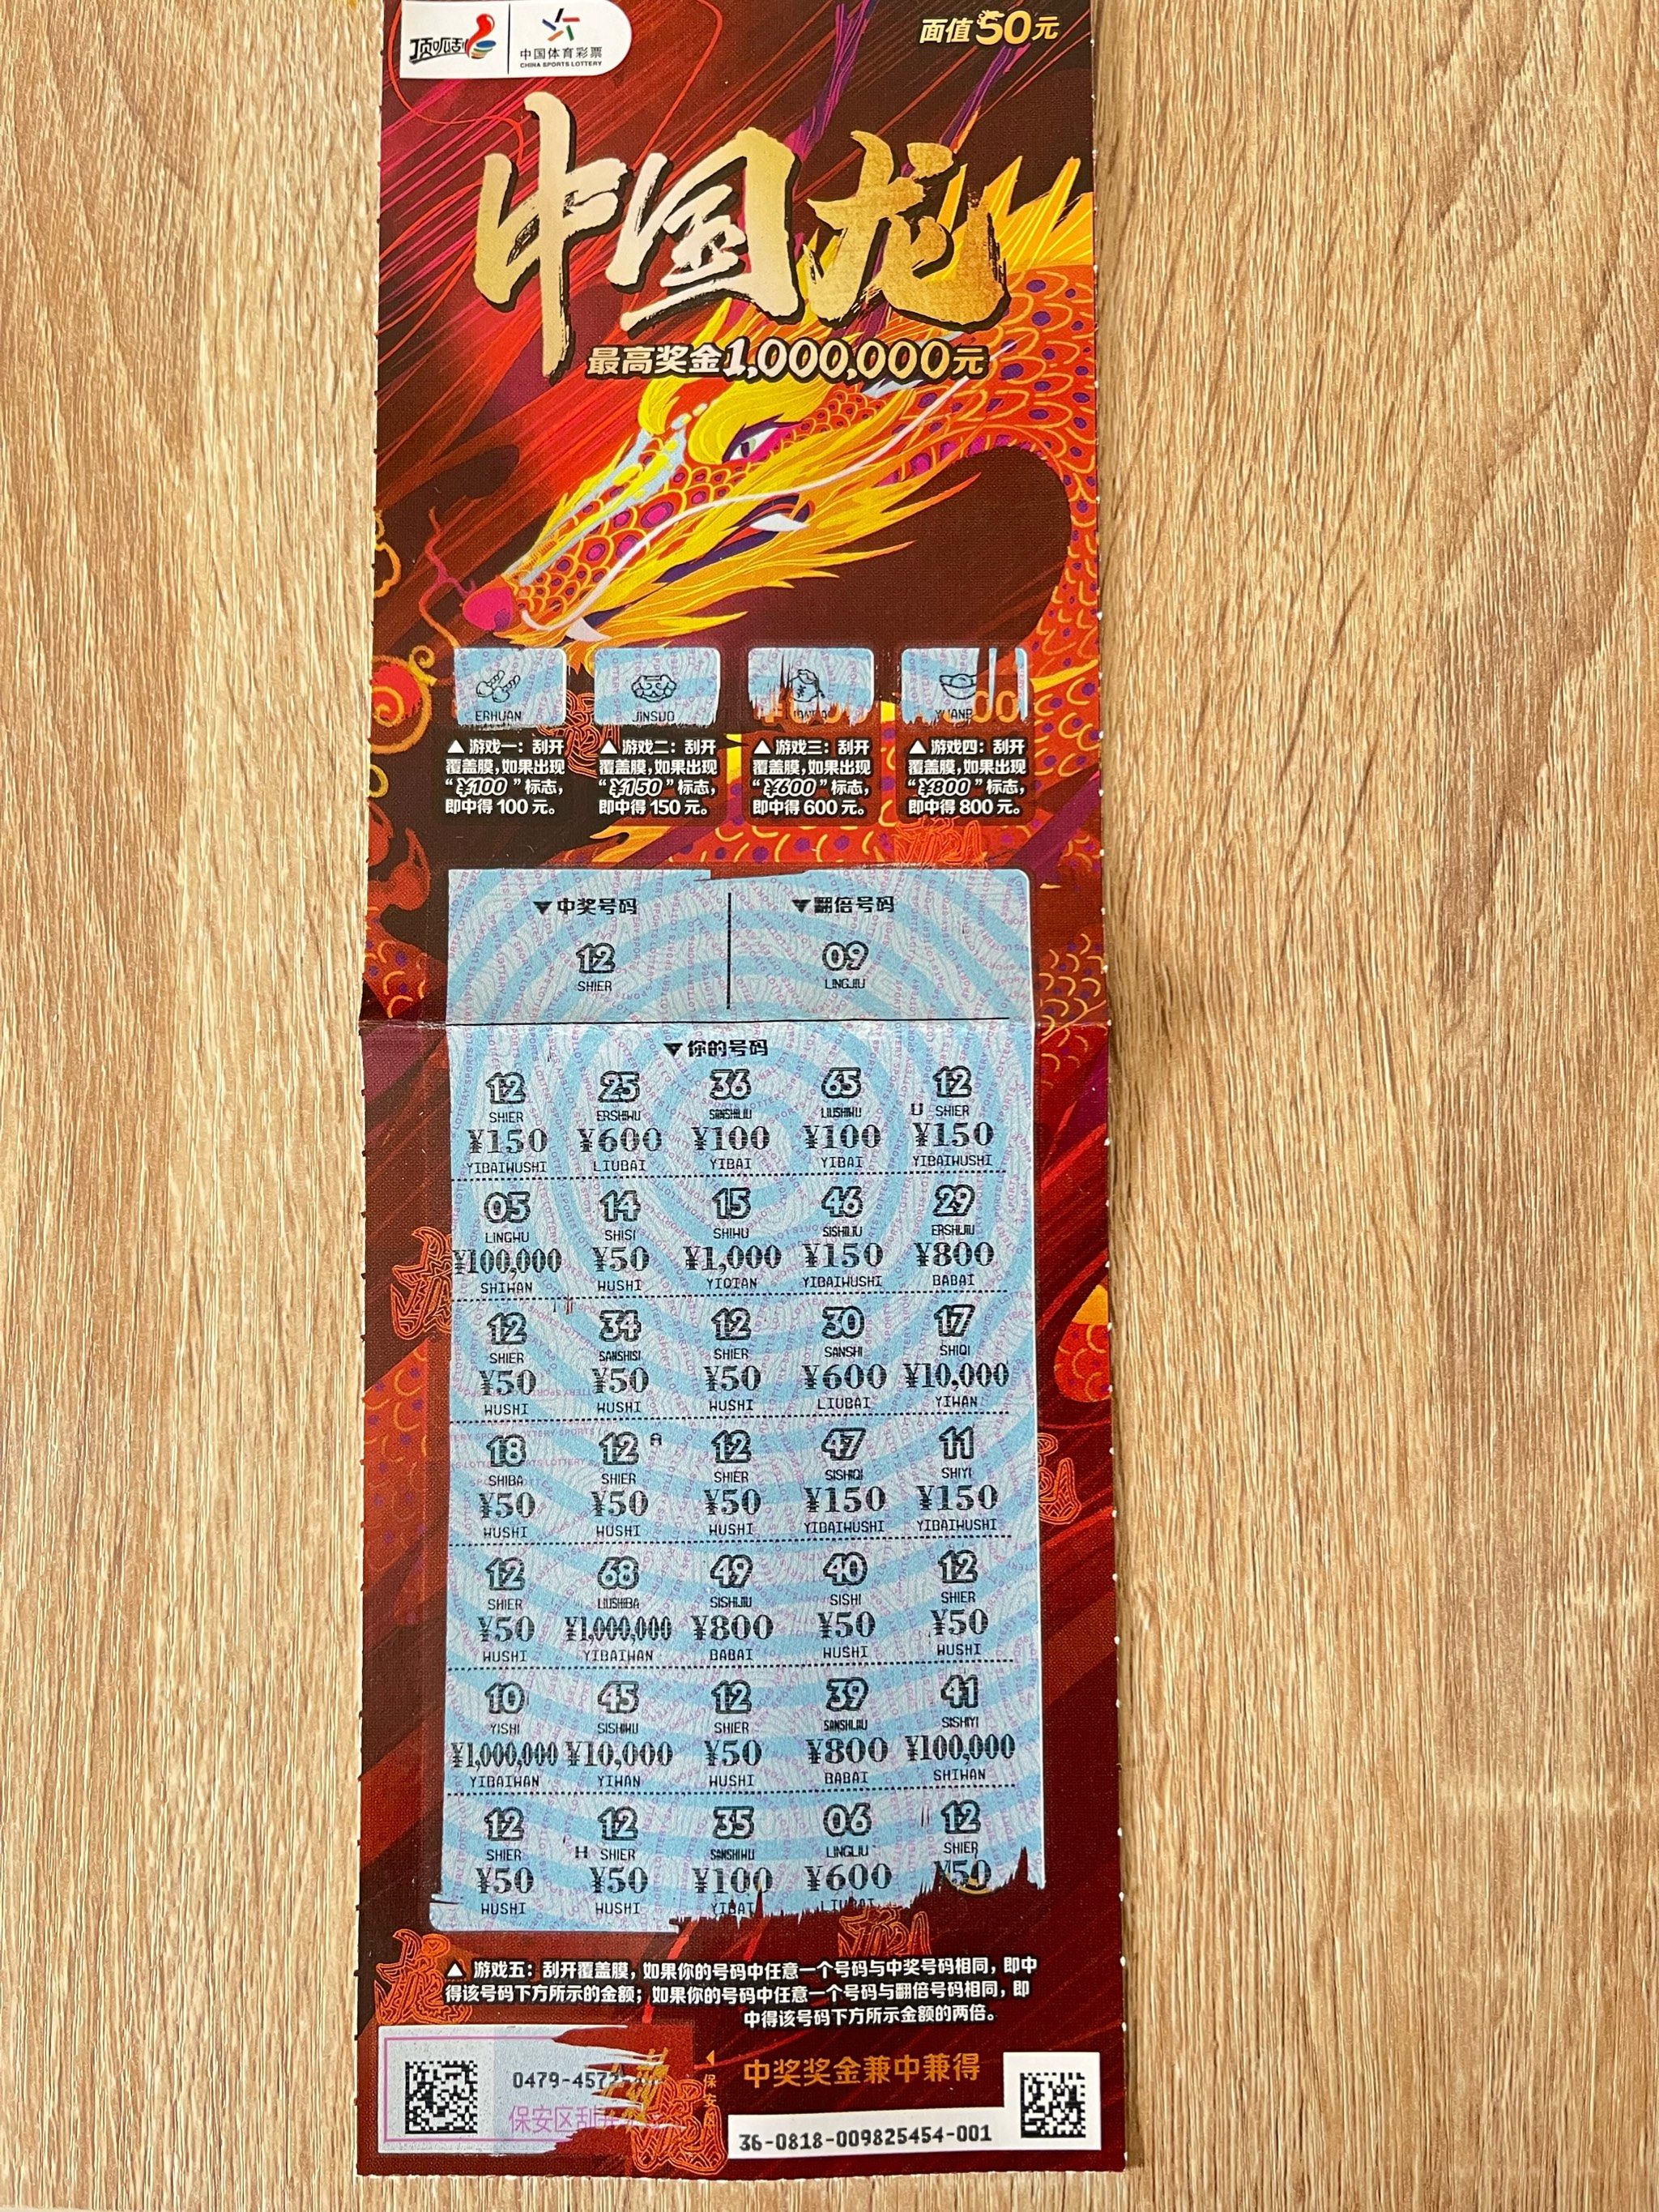 顶呱刮
中国体育彩票
CHINA SPORTS LOTTERY
面值50元
中国龙
最高奖金1,000,000元
ERHUAN JINSUO
▲游戏一：刮开 ▲游戏二：刮开 ▲游戏三：刮开 ▲游戏四：刮开
覆盖膜，如果出现 覆盖膜，如果出现 覆盖膜，如果出现 覆盖膜，如果出现
“¥100”标志， “¥150”标志， “¥600”标志， “¥800”标志，
即中得100元。 即中得150元。 即中得600元。 即中得800元。
▼中奖号码 ▼翻倍号码
12 09
SHIER LINGJIU
▼你的号码
12 25 36 65 12
SHIER ERSHIWU SANSHILIU LIUSHIWU SHIER
¥150 ¥600 ¥100 ¥100 ¥150
YIBAIWUSHI LIUBAI YIBAI YIBAI YIBAIWUSHI
05 14 15 46 29
LINGWU SHISI SHIWU SISHILIU ERSHIJIU
¥100,000 ¥50 ¥1,000 ¥150 ¥800
SHIWAN WUSHI YIQIAN YIBAIWUSHI BABAI
12 34 12 30 17
SHIER SANSHISI SHIER SANSHI SHIQI
¥50 ¥50 ¥50 ¥600 ¥10,000
WUSHI WUSHI WUSHI LIUBAI YIWAN
18 12 12 47 11
SHIBA SHIER SHIER SISHIQI SHIYI
¥50 ¥50 ¥50 ¥150 ¥150
WUSHI WUSHI WUSHI YIBAIWUSHI YIBAIWUSHI
12 68 49 40 12
SHIER LIUSHIBA SISHIJIU SISHI SHIER
¥50 ¥1,000,000 ¥800 ¥50 ¥50
WUSHI YIBAIWAN BABAI WUSHI WUSHI
10 45 12 39 41
YISHI SISHIWU SHIER SANSHIJIU SISHIYI
¥1,000,000 ¥10,000 ¥50 ¥800 ¥100,000
YIBAIWAN YIWAN WUSHI BABAI SHIWAN
12 12 35 06 12
SHIER SHIER SANSHIWU LINGLIU SHIER
¥50 ¥50 ¥100 ¥600 ¥50
WUSHI WUSHI YIBAI LIUBAI
▲游戏五：刮开覆盖膜，如果你的号码中任意一个号码与中奖号码相同，即中
得该号码下方所示的金额；如果你的号码中任意一个号码与翻倍号码相同，即
中得该号码下方所示金额的两倍。
0479-4572
保安区刮
保安区
中奖奖金兼中兼得
36-0818-009825454-001